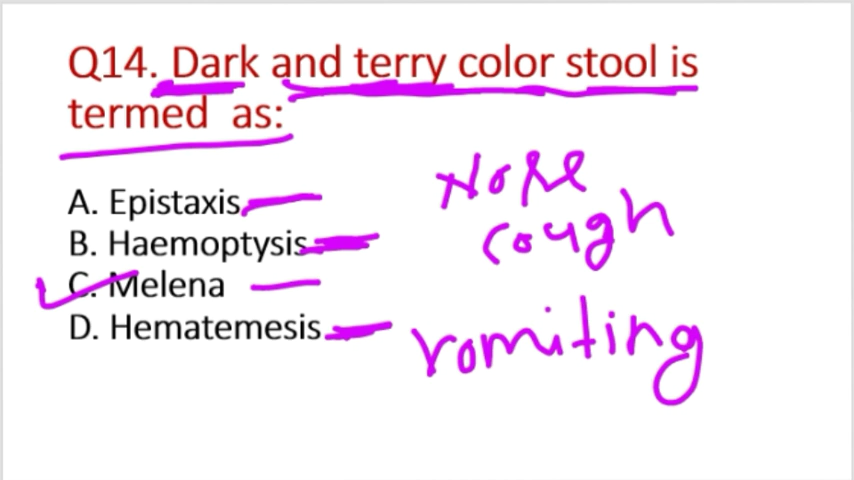 Q14. Dark and terry color stool is
termed as:
A. Epistaxis
Nose
B. Haemoptysis
cough
C. Melena
D. Hematemesis
vomiting